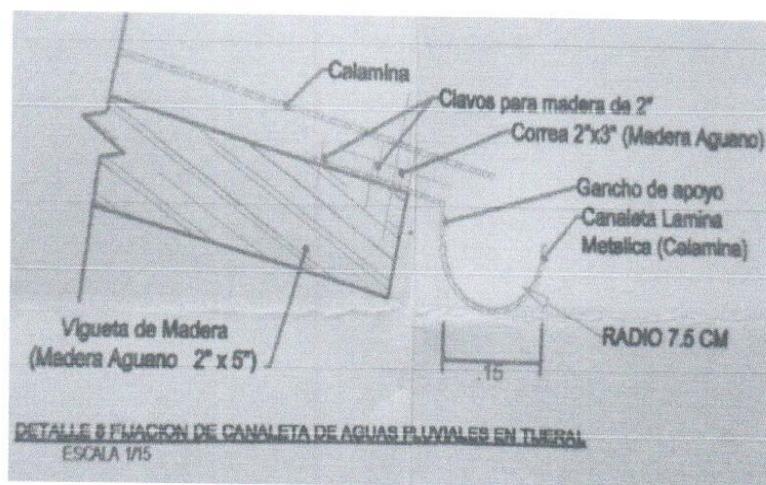 Calamina
Clavos para madera de 2"
Correa 2"x3" (Madera Aguano)
Gancho de apoyo
Canaleta Lamina
Metalica (Calamina)
Vigueta de Madera
(Madera Aguano 2" x 5")
RADIO 7.5 CM
.15
DETALLE 8 FIJACION DE CANALETA DE AGUAS PLUVIALES EN TIJERAL
ESCALA 1/15